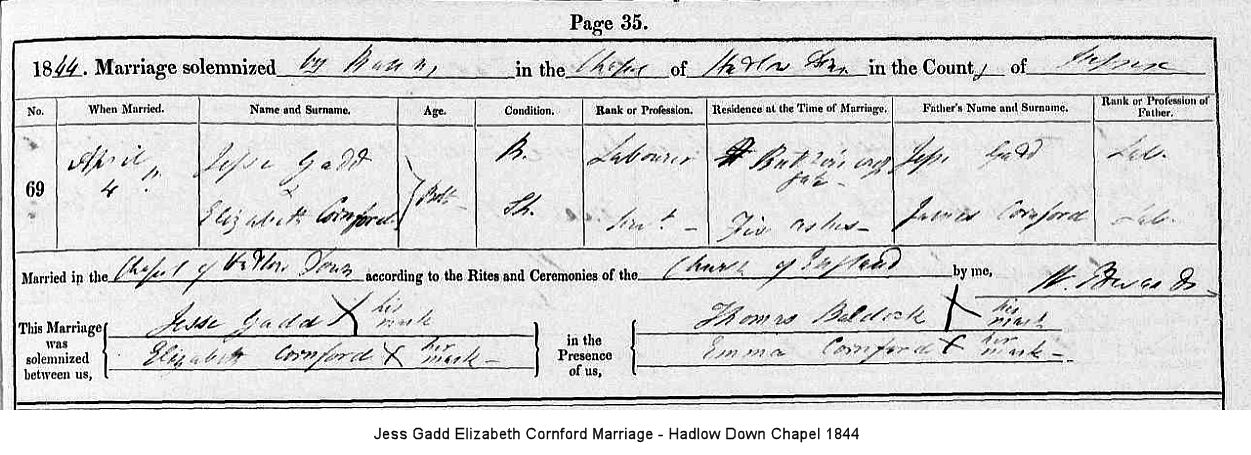 Page 35.
1844. Marriage solemnized by Banns in the Chapel of Hadlow Down in the County of Sussex
No. When Married. Name and Surname. Age. Condition. Rank or Profession. Residence at the Time of Marriage. Father's Name and Surname. Rank or Profession of Father.
69 April 4 Jesse Gadd B. Labourer gate Jesse Gadd Lab.
Elizabeth Cornford Both Sp. Servt. Five ashes James Cornford Lab.
Married in the Chapel of Hadlow Down according to the Rites and Ceremonies of the Church of England by me,
This Marriage was solemnized between us, Jesse Gadd X his mark in the Presence of us, Thomas Baldock X his mark
Elizabeth Cornford X her mark Emma Cornford X her mark
Jess Gadd Elizabeth Cornford Marriage - Hadlow Down Chapel 1844